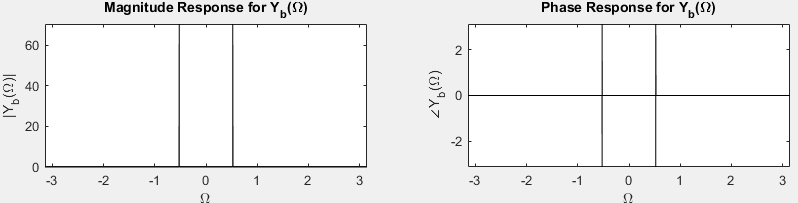 Magnitude Response for Y_b(Ω)
|Y_b(Ω)|
60
40
20
0
-3 -2 -1 0 1 2 3
Ω
Phase Response for Y_b(Ω)
∠Y_b(Ω)
2
0
-2
-3 -2 -1 0 1 2 3
Ω